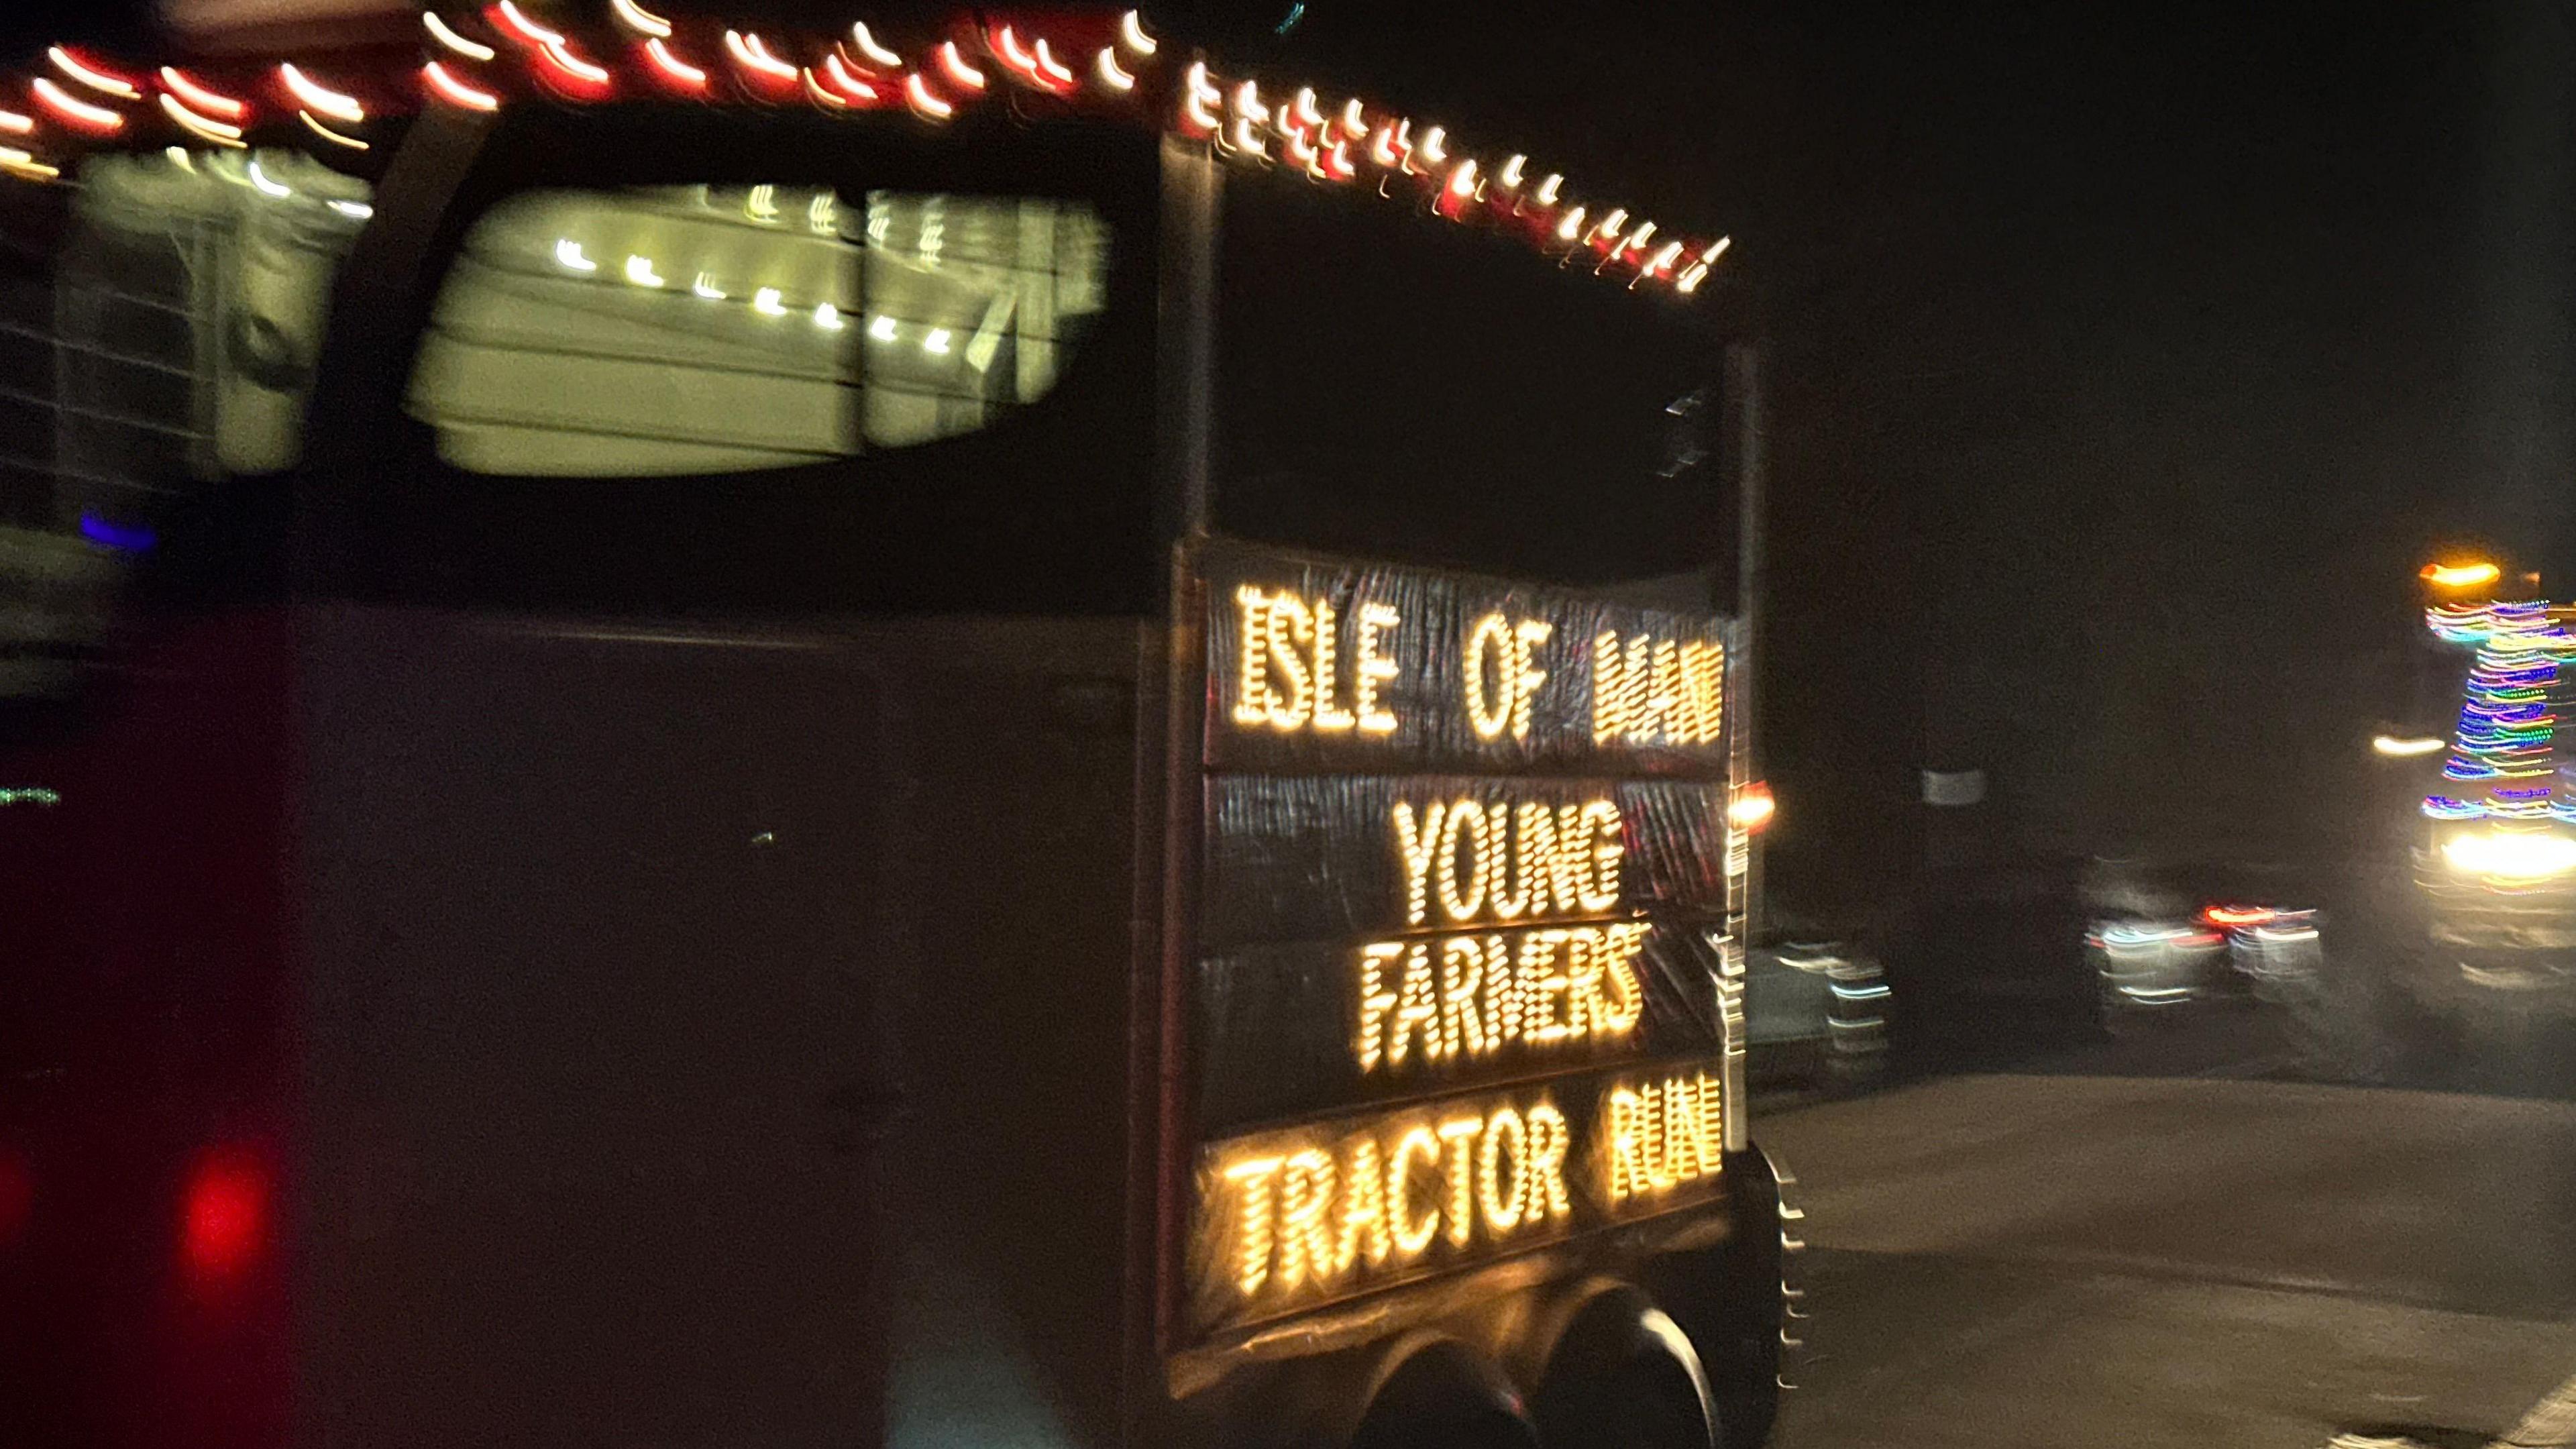 ISLE OF MAN
YOUNG
FARMERS'
TRACTOR RUN